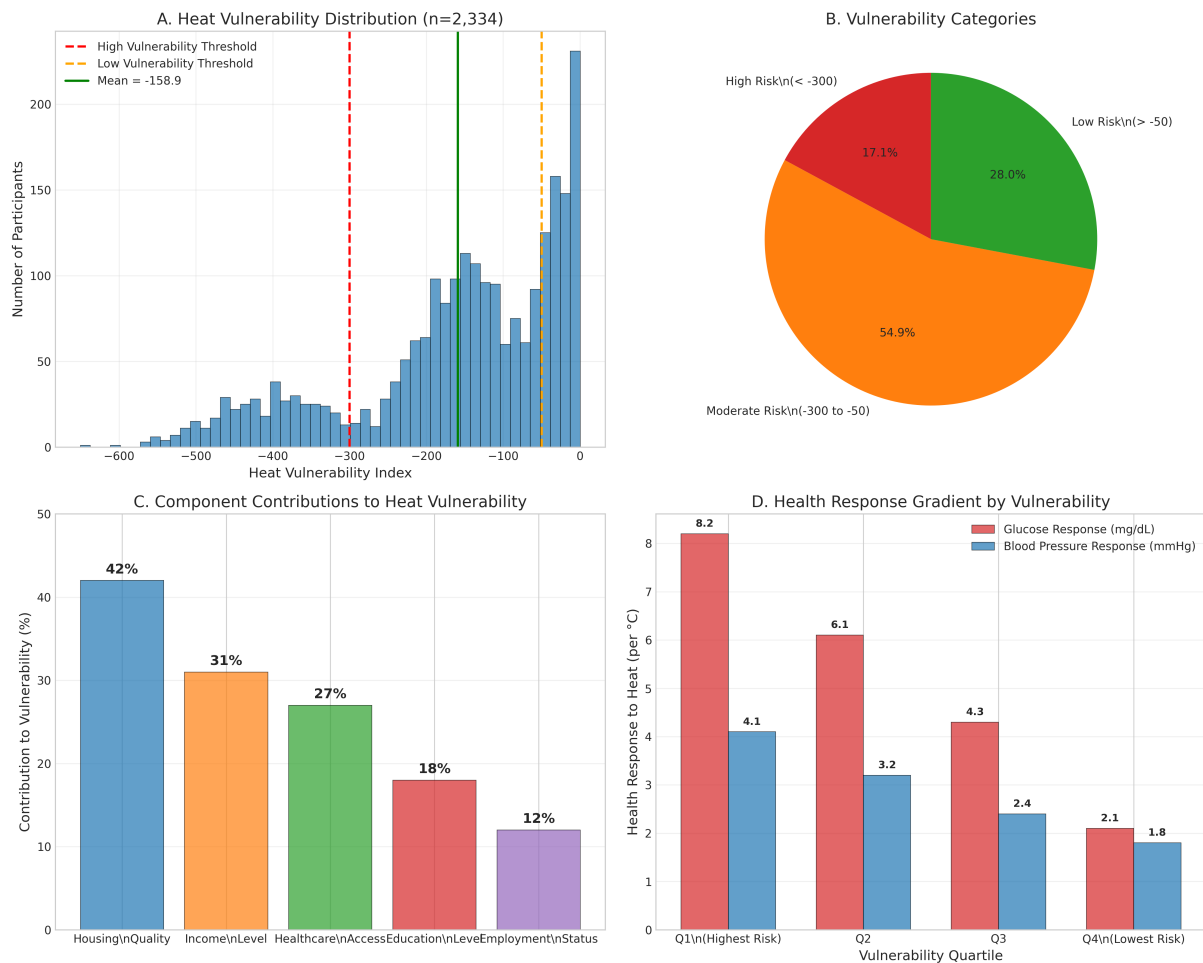 A. Heat Vulnerability Distribution (n=2,334)
High Vulnerability Threshold
Low Vulnerability Threshold
Mean = -158.9
Number of Participants
200
150
100
50
0
−600
−500
−400
−300
−200
−100
0
Heat Vulnerability Index
B. Vulnerability Categories
High Risk\n(< -300)
17.1%
Low Risk\n(> -50)
28.0%
54.9%
Moderate Risk\n(-300 to -50)
C. Component Contributions to Heat Vulnerability
Contribution to Vulnerability (%)
50
40
30
20
10
0
42%
31%
27%
18%
12%
Housing\nQuality
Income\nLevel
Healthcare\nAccess
Education\nLevel
Employment\nStatus
D. Health Response Gradient by Vulnerability
Glucose Response (mg/dL)
Blood Pressure Response (mmHg)
Health Response to Heat (per °C)
8
7
6
5
4
3
2
1
0
8.2
4.1
6.1
3.2
4.3
2.4
2.1
1.8
Q1\n(Highest Risk)
Q2
Q3
Q4\n(Lowest Risk)
Vulnerability Quartile